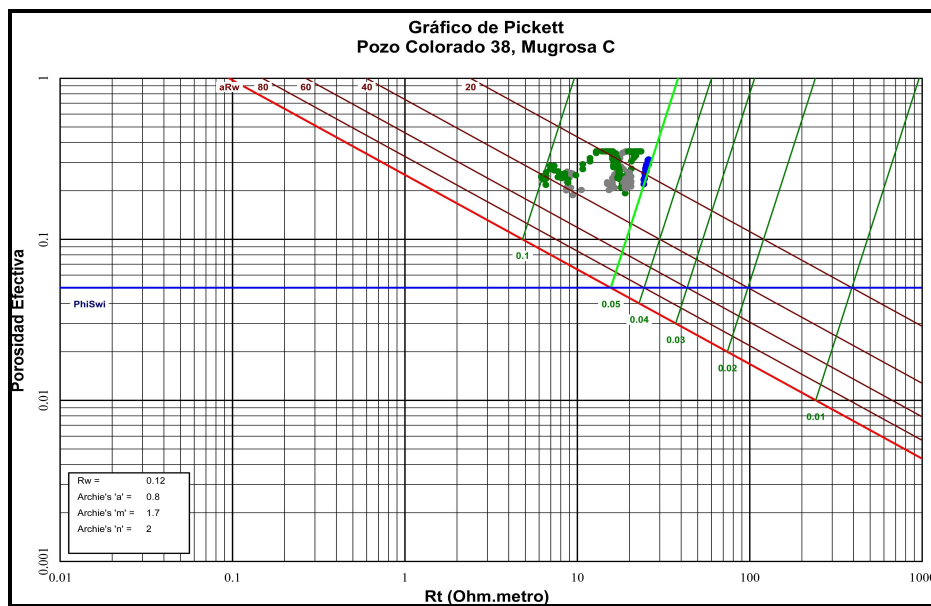 Gráfico de Pickett
Pozo Colorado 38, Mugrosa C
Porosidad Efectiva
1
0.1
0.01
0.001
aRw
80
60
40
20
0.1
PhiSwi
0.05
0.04
0.03
0.02
0.01
Rw = 0.12
Archie's 'a' = 0.8
Archie's 'm' = 1.7
Archie's 'n' = 2
0.01 0.1 1 10 100 1000
Rt (Ohm.metro)